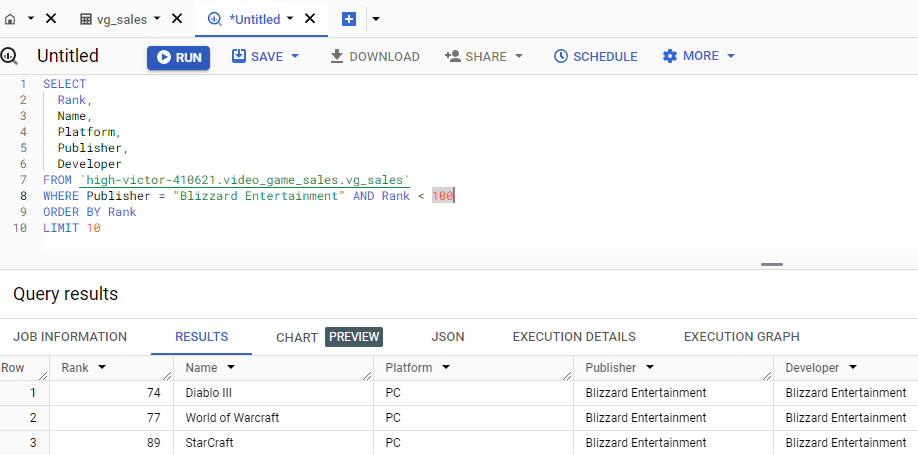 vg_sales
*Untitled
Untitled RUN SAVE DOWNLOAD SHARE SCHEDULE MORE
1 SELECT
2 Rank,
3 Name,
4 Platform,
5 Publisher,
6 Developer
7 FROM `high-victor-410621.video_game_sales.vg_sales`
8 WHERE Publisher = "Blizzard Entertainment" AND Rank < 100
9 ORDER BY Rank
10 LIMIT 10
Query results
JOB INFORMATION RESULTS CHART PREVIEW JSON EXECUTION DETAILS EXECUTION GRAPH
Row Rank Name Platform Publisher Developer
1 74 Diablo III PC Blizzard Entertainment Blizzard Entertainment
2 77 World of Warcraft PC Blizzard Entertainment Blizzard Entertainment
3 89 StarCraft PC Blizzard Entertainment Blizzard Entertainment